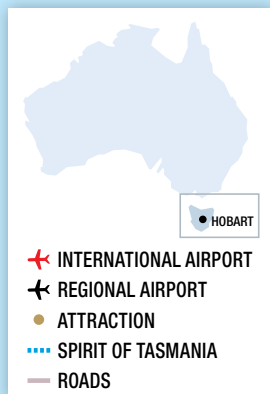 HOBART
INTERNATIONAL AIRPORT
REGIONAL AIRPORT
ATTRACTION
SPIRIT OF TASMANIA
ROADS